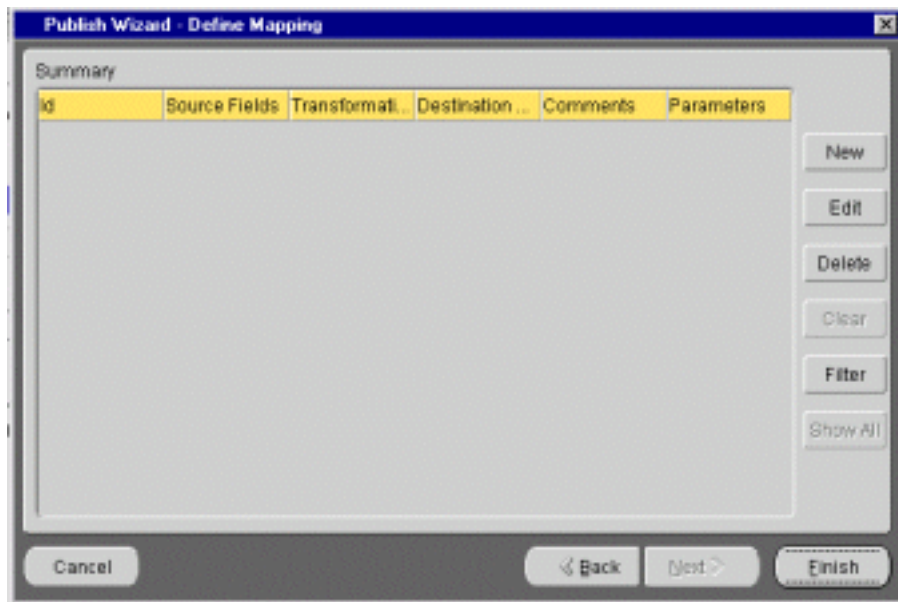 Publish Wizard - Define Mapping
Summary
Id Source Fields Transformati... Destination ... Comments Parameters
New
Edit
Delete
Clear
Filter
Show All
Cancel Back Next Finish